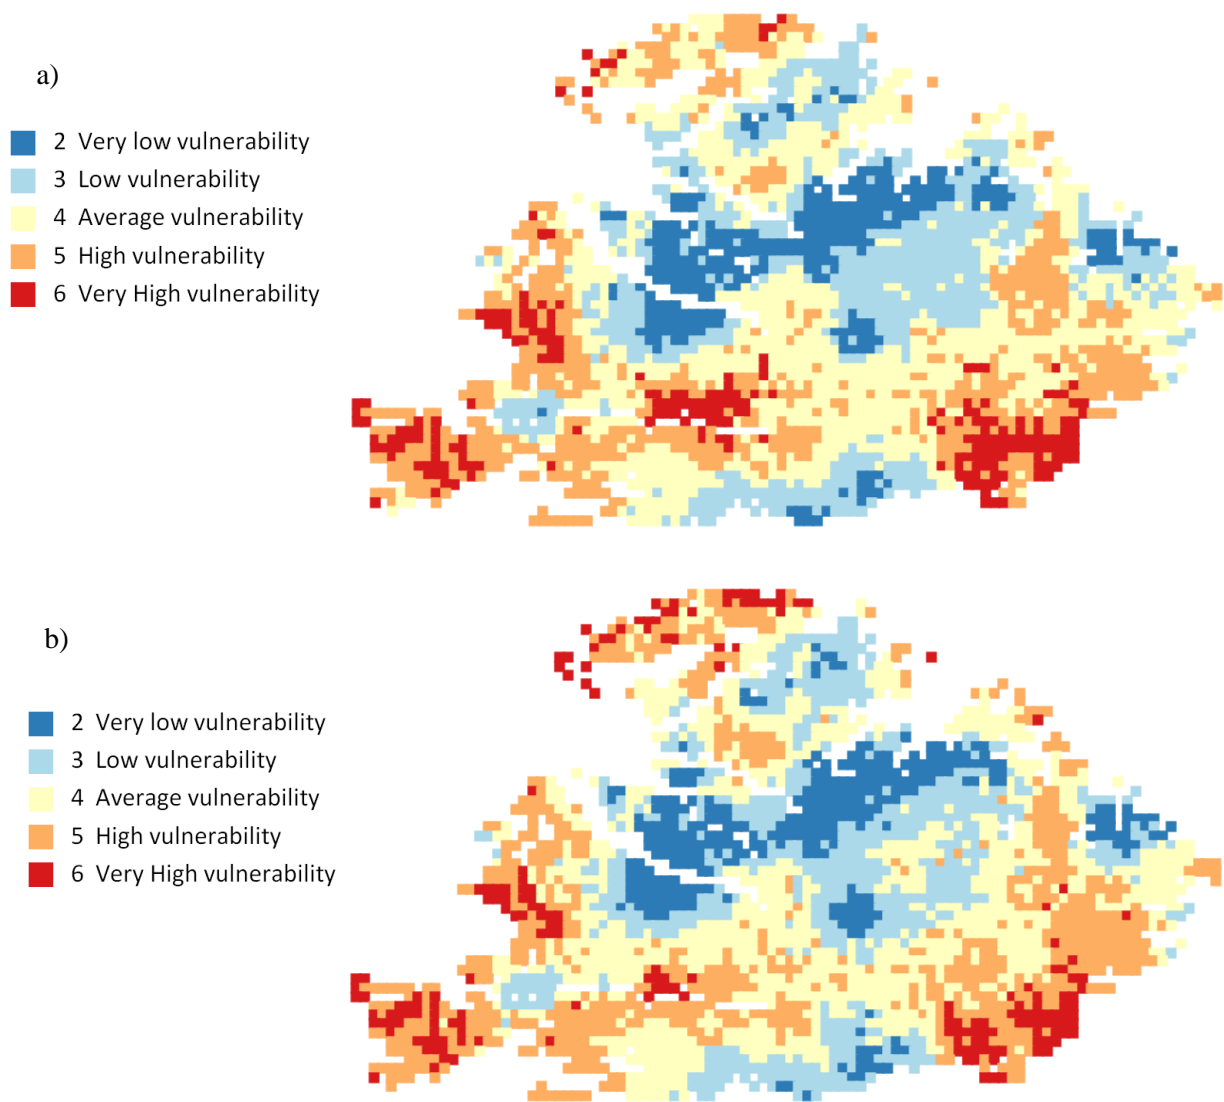 a)
2 Very low vulnerability
3 Low vulnerability
4 Average vulnerability
5 High vulnerability
6 Very High vulnerability
b)
2 Very low vulnerability
3 Low vulnerability
4 Average vulnerability
5 High vulnerability
6 Very High vulnerability